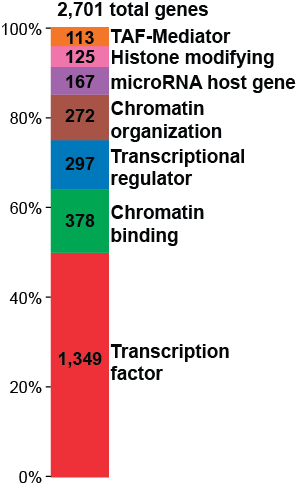 2,701 total genes
100%
113 TAF-Mediator
125 Histone modifying
167 microRNA host gene
80%
272 Chromatin
organization
297 Transcriptional
regulator
60%
378 Chromatin
binding
40%
1,349 Transcription
factor
20%
0%